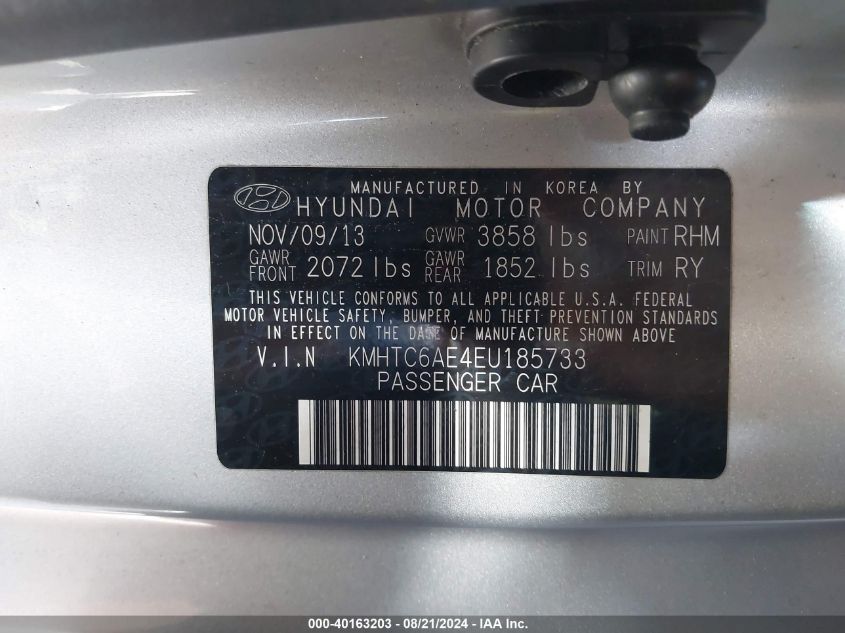 MANUFACTURED IN KOREA BY
HYUNDAI MOTOR COMPANY
NOV/09/13 GVWR 3858 lbs PAINT RHM
GAWR FRONT 2072 lbs GAWR REAR 1852 lbs TRIM RY
THIS VEHICLE CONFORMS TO ALL APPLICABLE U.S.A. FEDERAL
MOTOR VEHICLE SAFETY, BUMPER, AND THEFT PREVENTION STANDARDS
IN EFFECT ON THE DATE OF MANUFACTURE SHOWN ABOVE
V.I.N KMHTC6AE4EU185733
PASSENGER CAR
000-40163203 - 08/21/2024 - IAA Inc.